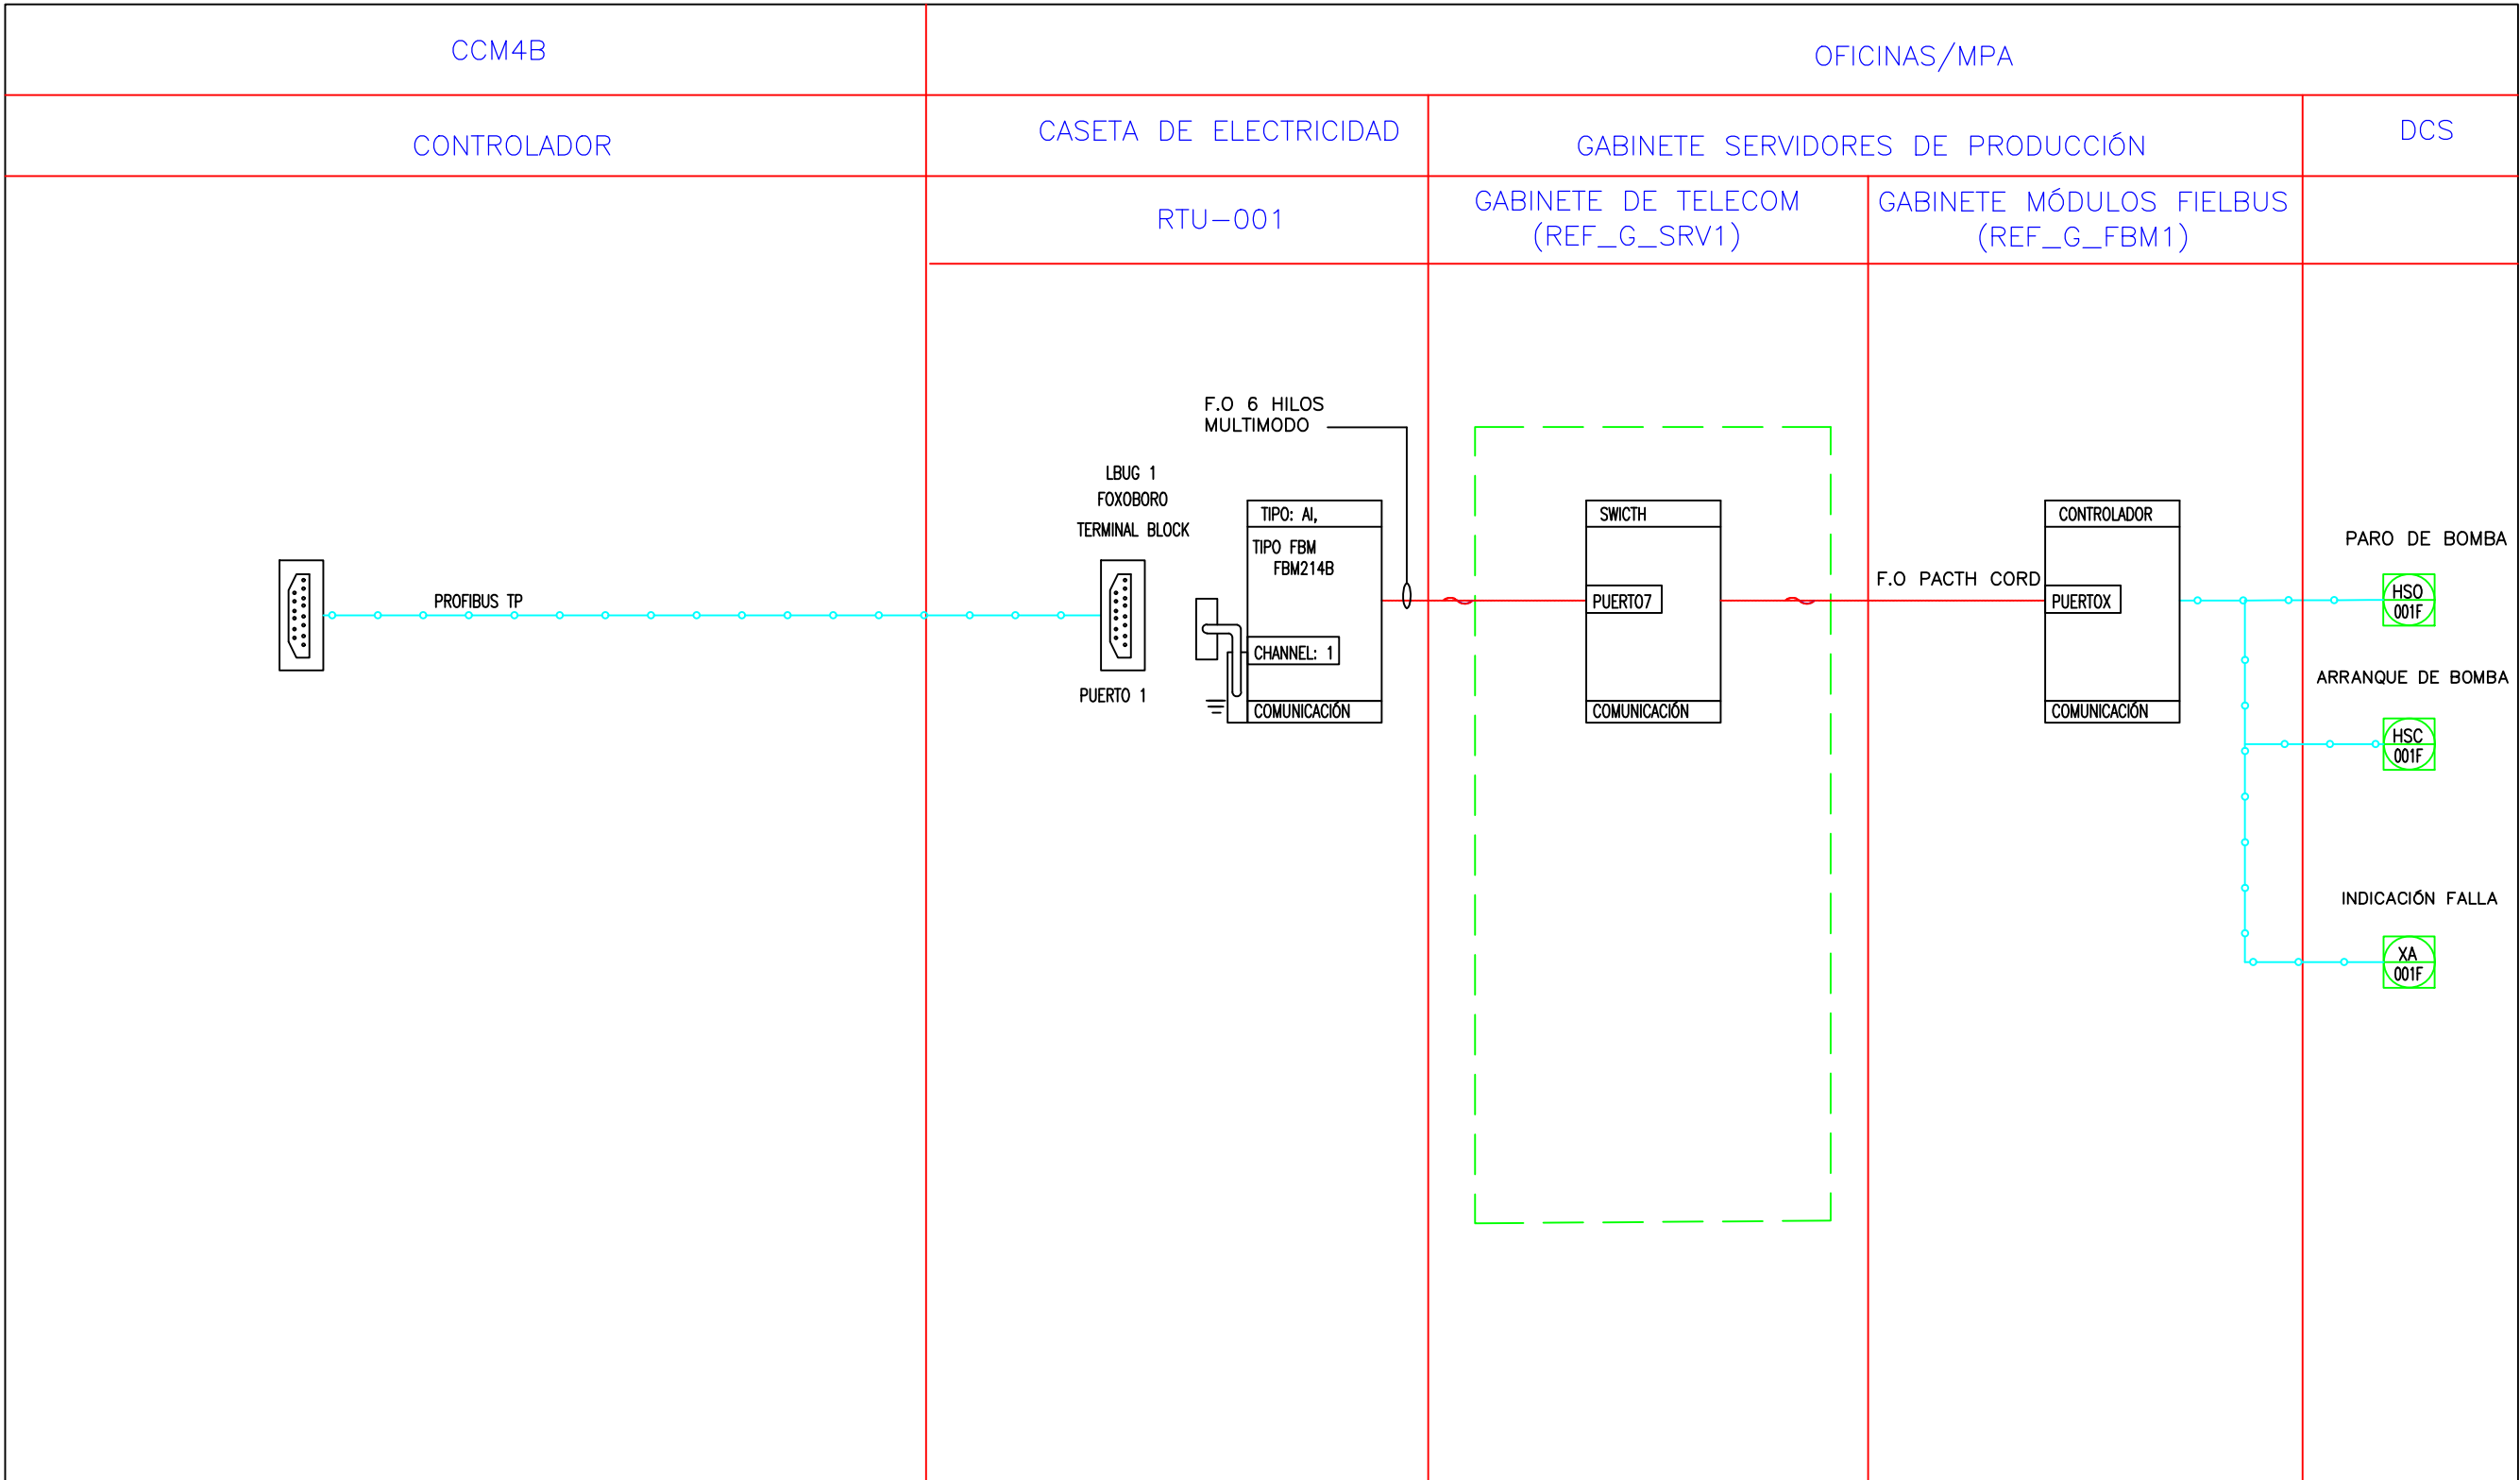 CCM4B
OFICINAS/MPA
CONTROLADOR
CASETA DE ELECTRICIDAD
GABINETE SERVIDORES DE PRODUCCIÓN
DCS
RTU-001
GABINETE DE TELECOM
(REF_G_SRV1)
GABINETE MÓDULOS FIELBUS
(REF_G_FBM1)
F.O 6 HILOS
MULTIMODO
LBUG 1
FOXOBORO
TERMINAL BLOCK
PUERTO 1
PROFIBUS TP
TIPO: AI,
TIPO FBM
FBM214B
CHANNEL: 1
COMUNICACIÓN
SWICTH
PUERTO7
COMUNICACIÓN
F.O PACTH CORD
CONTROLADOR
PUERTOX
COMUNICACIÓN
PARO DE BOMBA
HSO
001F
ARRANQUE DE BOMBA
HSC
001F
INDICACIÓN FALLA
XA
001F